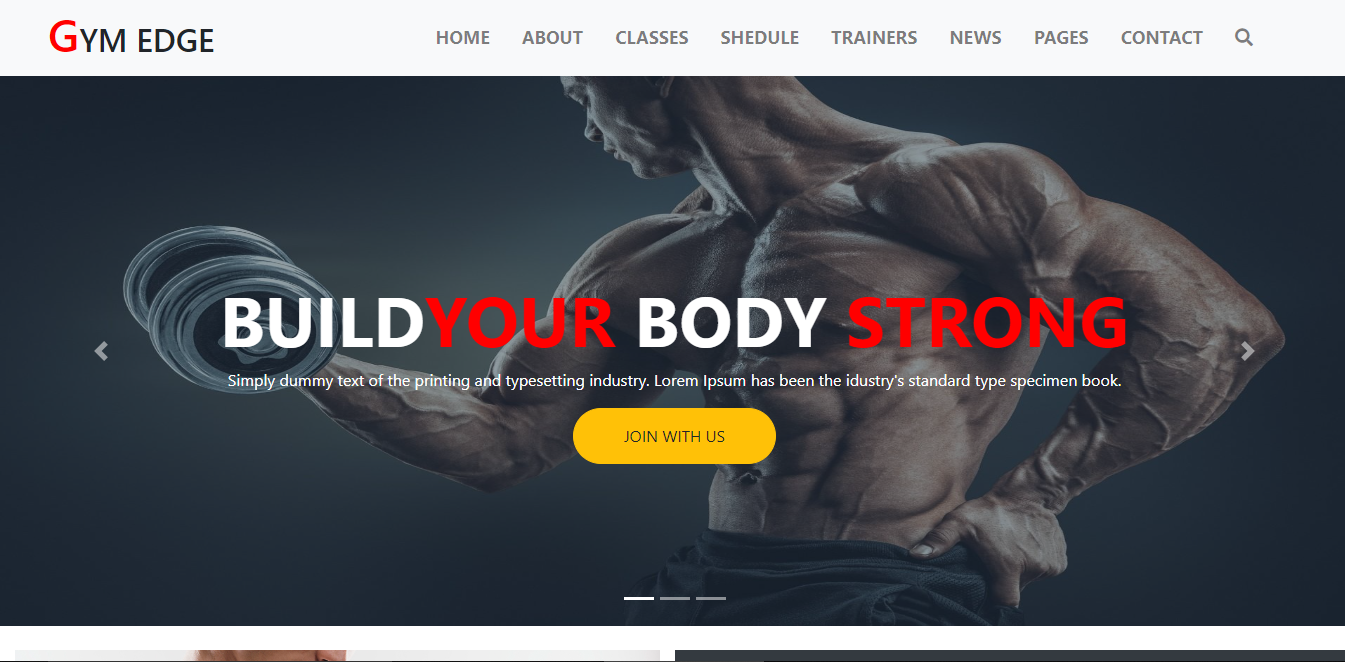 GYM EDGE
HOME ABOUT CLASSES SHEDULE TRAINERS NEWS PAGES CONTACT
BUILDYOUR BODY STRONG
Simply dummy text of the printing and typesetting industry. Lorem Ipsum has been the idustry's standard type specimen book.
JOIN WITH US